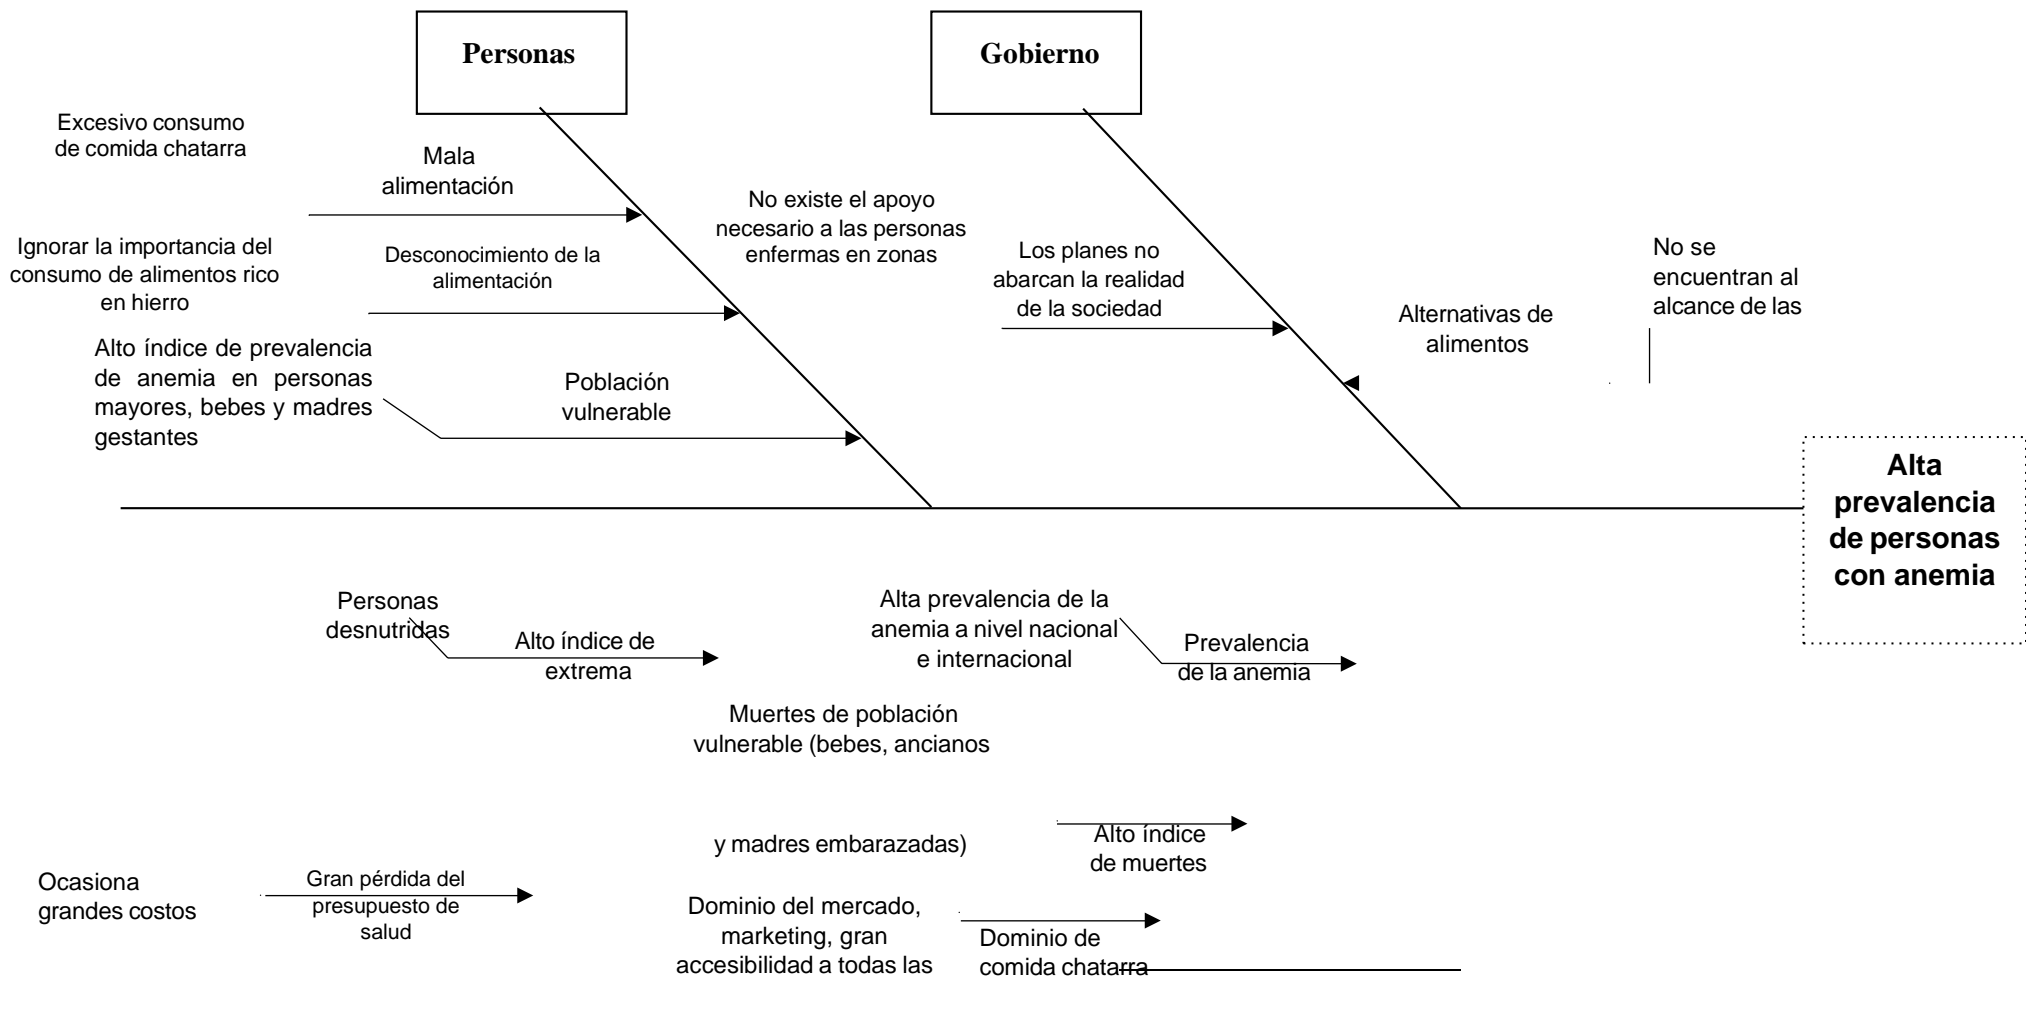 Personas
Gobierno
Excesivo consumo
de comida chatarra
Mala
alimentación
No existe el apoyo
necesario a las personas
enfermas en zonas
Ignorar la importancia del
consumo de alimentos rico
en hierro
Desconocimiento de la
alimentación
Los planes no
abarcan la realidad
de la sociedad
No se
encuentran al
alcance de las
Alternativas de
alimentos
Alto índice de prevalencia
de anemia en personas
mayores, bebes y madres
gestantes
Población
vulnerable
Alta
prevalencia
de personas
con anemia
Personas
desnutridas
Alto índice de
extrema
Alta prevalencia de la
anemia a nivel nacional
e internacional
Prevalencia
de la anemia
Muertes de población
vulnerable (bebes, ancianos
y madres embarazadas)
Alto índice
de muertes
Ocasiona
grandes costos
Gran pérdida del
presupuesto de
salud
Dominio del mercado,
marketing, gran
accesibilidad a todas las
Dominio de
comida chatarra